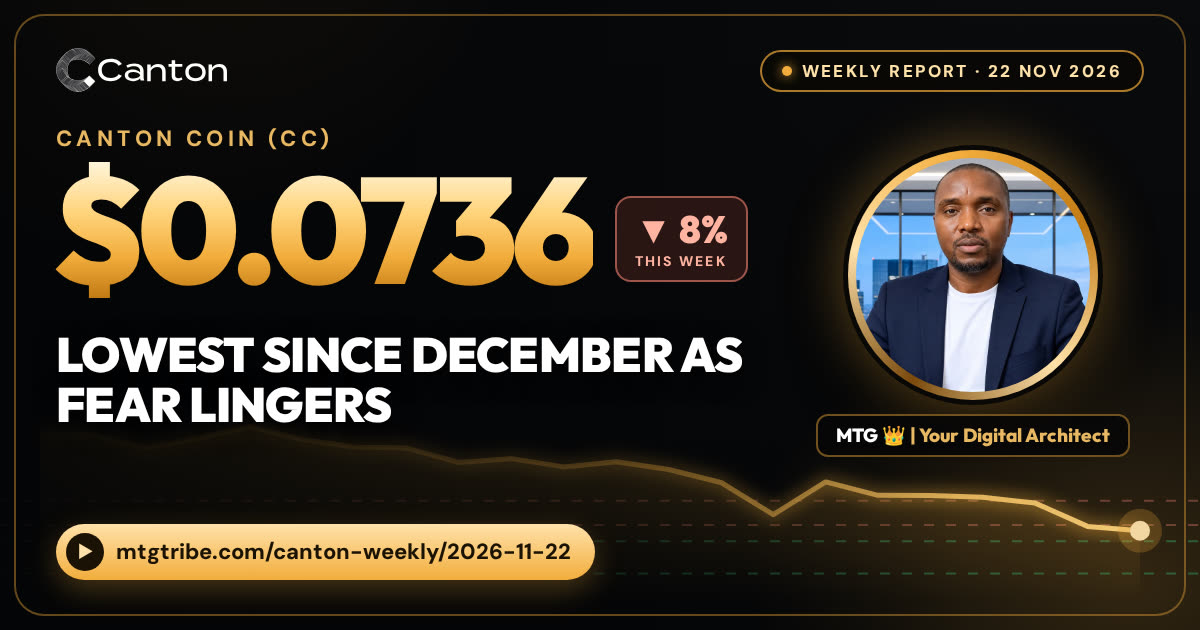 Canton
WEEKLY REPORT · 22 NOV 2026
CANTON COIN (CC)
$0.0736
▼ 8%
THIS WEEK
LOWEST SINCE DECEMBER AS
FEAR LINGERS
MTG 👑 | Your Digital Architect
mtgtribe.com/canton-weekly/2026-11-22